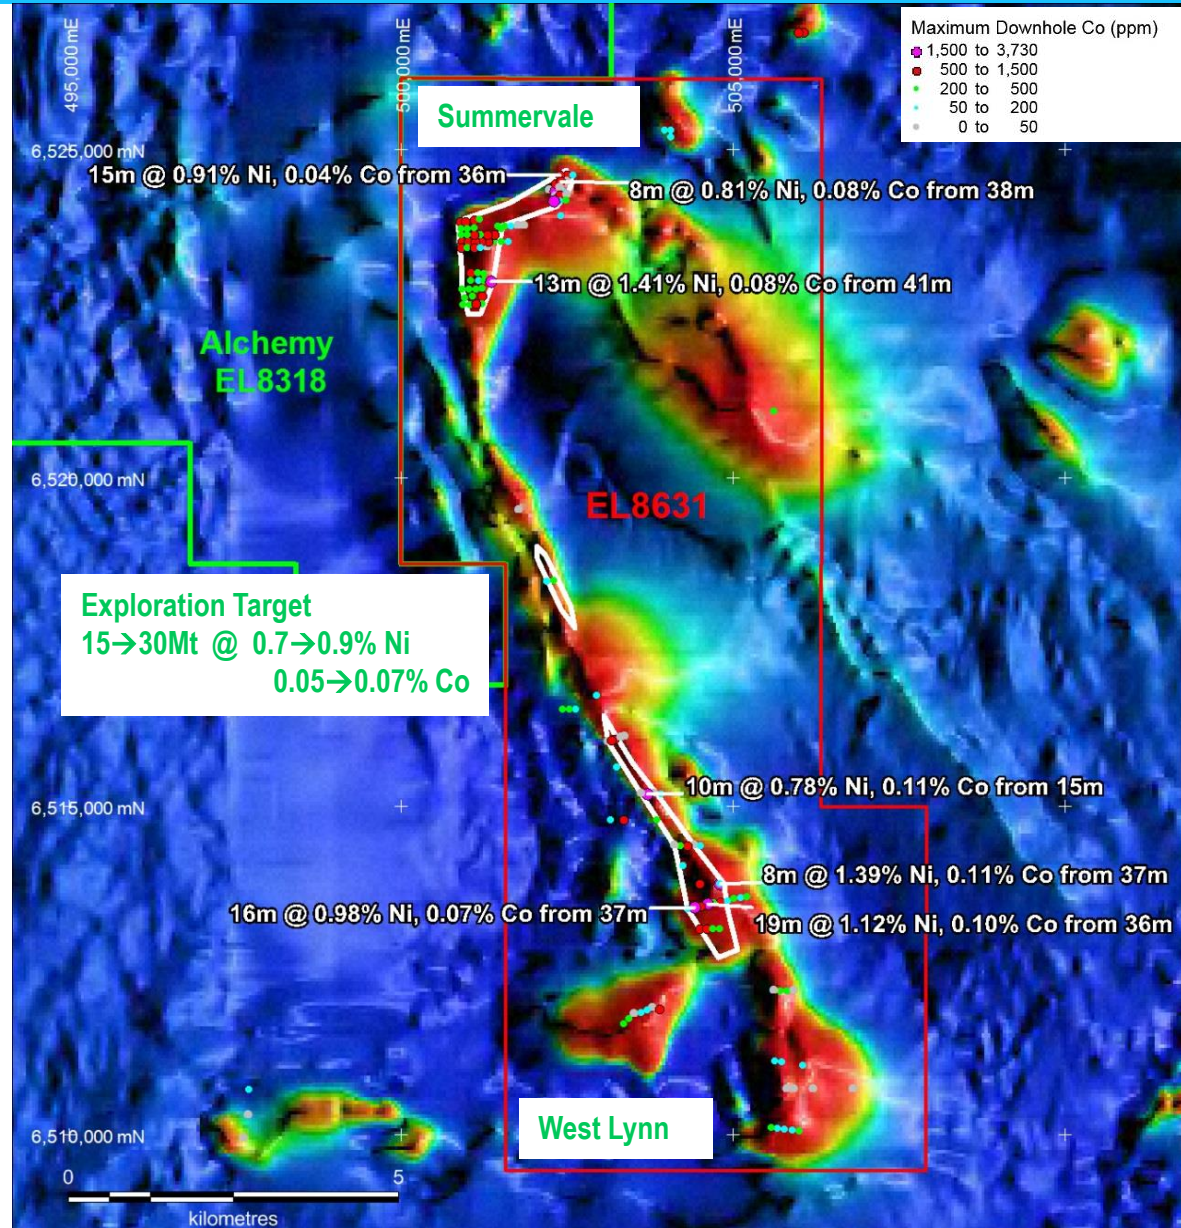 495,000 mE
500,000 mE
505,000 mE
Maximum Downhole Co (ppm)
1,500 to 3,730
500 to 1,500
200 to 500
50 to 200
0 to 50
Summervale
6,525,000 mN
15m @ 0.91% Ni, 0.04% Co from 36m
8m @ 0.81% Ni, 0.08% Co from 38m
13m @ 1.41% Ni, 0.08% Co from 41m
Alchemy
EL8318
6,520,000 mN
EL8631
Exploration Target
15→30Mt @ 0.7→0.9% Ni
0.05→0.07% Co
10m @ 0.78% Ni, 0.11% Co from 15m
6,515,000 mN
8m @ 1.39% Ni, 0.11% Co from 37m
16m @ 0.98% Ni, 0.07% Co from 37m
19m @ 1.12% Ni, 0.10% Co from 36m
West Lynn
6,510,000 mN
0 5
kilometres